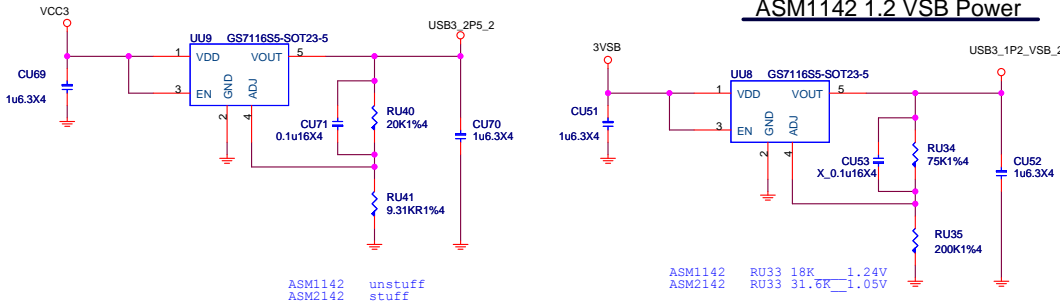 ASM1142 1.2 VSB Power
VCC3
USB3_2P5_2
UU9 GS7116S5-SOT23-5
1 VDD VOUT 5
3 EN
GND
2
ADJ
4
CU69
1u6.3X4
CU71
0.1u16X4
RU40
20K1%4
CU70
1u6.3X4
RU41
9.31KR1%4
ASM1142 unstuff
ASM2142 stuff
3VSB
USB3_1P2_VSB_2
UU8 GS7116S5-SOT23-5
1 VDD VOUT 5
3 EN
GND
2
ADJ
4
CU51
1u6.3X4
CU53
X_0.1u16X4
RU34
75K1%4
CU52
1u6.3X4
RU35
200K1%4
ASM1142 RU33 18K___1.24V
ASM2142 RU33 31.6K__1.05V